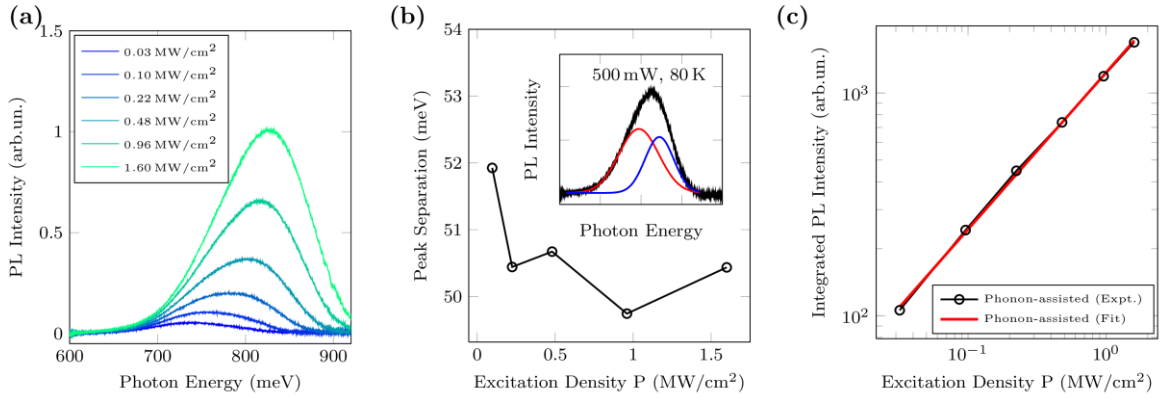 (a)
1.5
1
0.5
0
600
700
800
900
PL Intensity (arb.un.)
Photon Energy (meV)
0.03 MW/cm²
0.10 MW/cm²
0.22 MW/cm²
0.48 MW/cm²
0.96 MW/cm²
1.60 MW/cm²
(b)
54
53
52
51
50
0
0.5
1
1.5
Peak Separation (meV)
Excitation Density P (MW/cm²)
500 mW, 80 K
PL Intensity
Photon Energy
(c)
10³
10²
10⁻¹
10⁰
Integrated PL Intensity (arb.un.)
Excitation Density P (MW/cm²)
Phonon-assisted (Expt.)
Phonon-assisted (Fit)